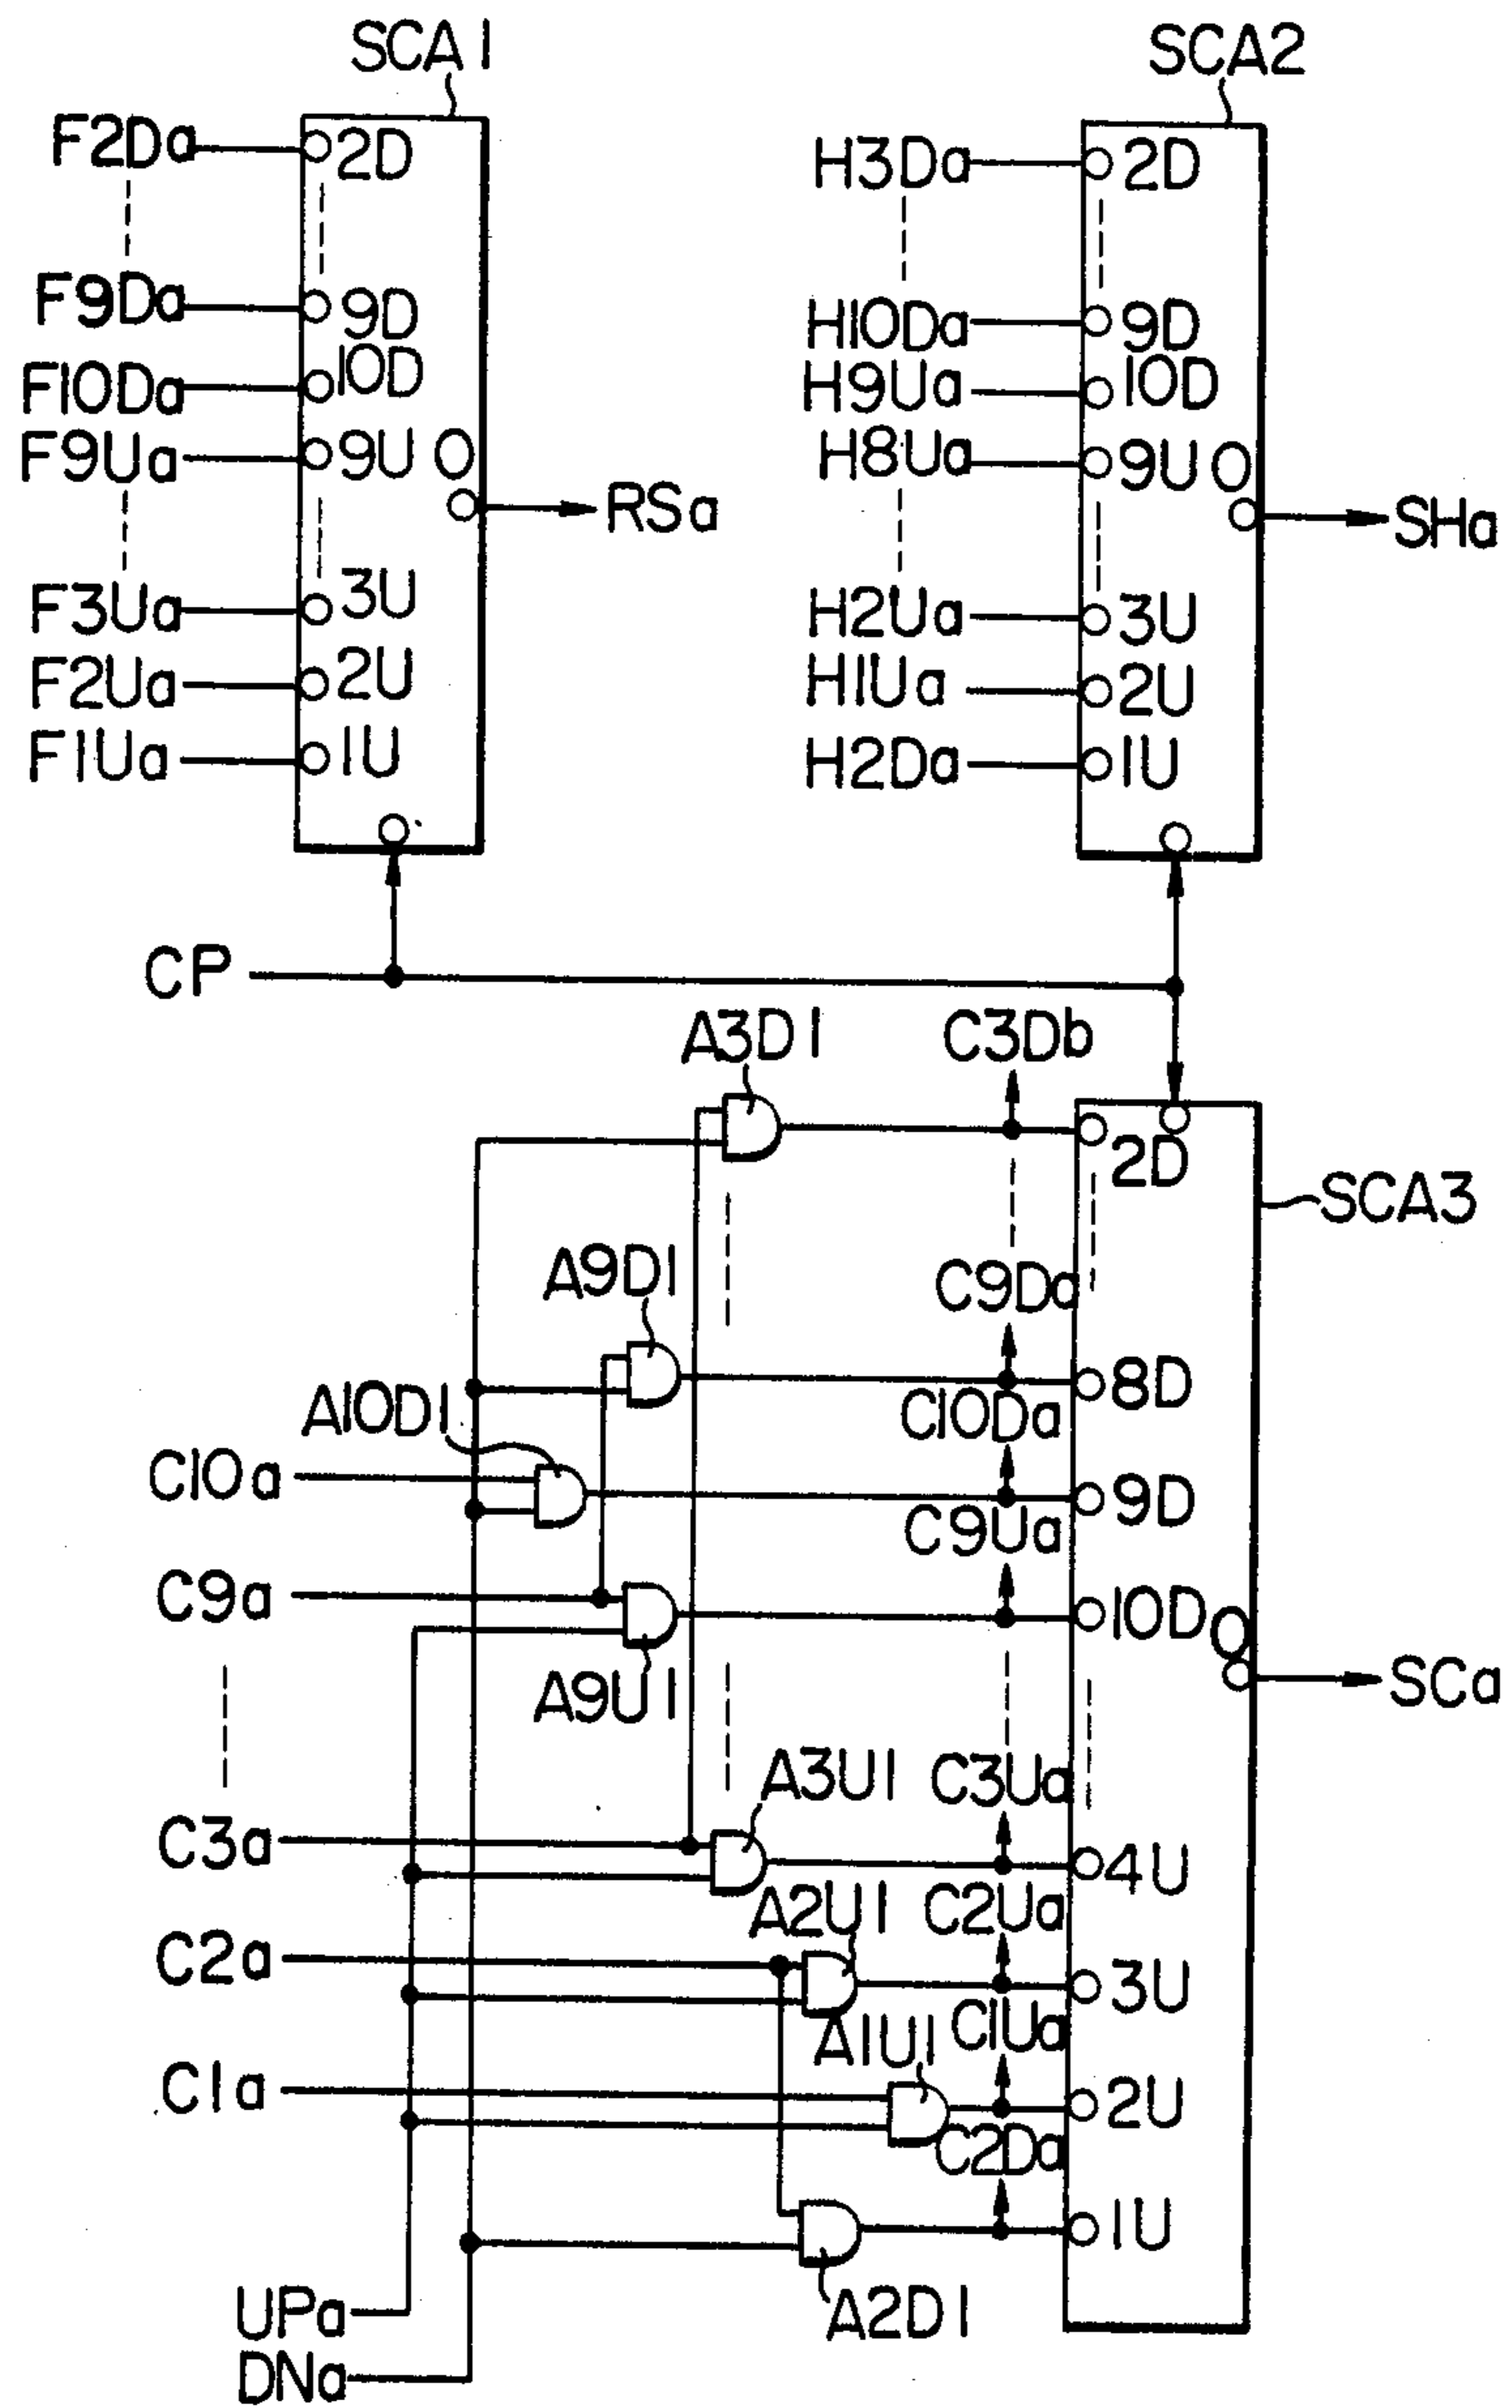 SCA1
F2Da
2D
F9Da
9D
F10Da
10D
F9Ua
9U
O
RSa
F3Ua
3U
F2Ua
2U
F1Ua
1U
SCA2
H3Da
2D
H10Da
9D
H9Ua
10D
H8Ua
9U
O
SHa
H2Ua
3U
H1Ua
2U
H2Da
1U
CP
A3D1
C3Db
2D
SCA3
A9D1
C9Da
8D
A10D1
C10Da
C10a
9D
C9Ua
C9a
10D
O
A9U1
SCa
A3U1
C3Ua
C3a
4U
A2U1
C2Ua
C2a
3U
A1U1
C1Ua
C1a
2U
C2Da
1U
A2D1
UPa
DNa